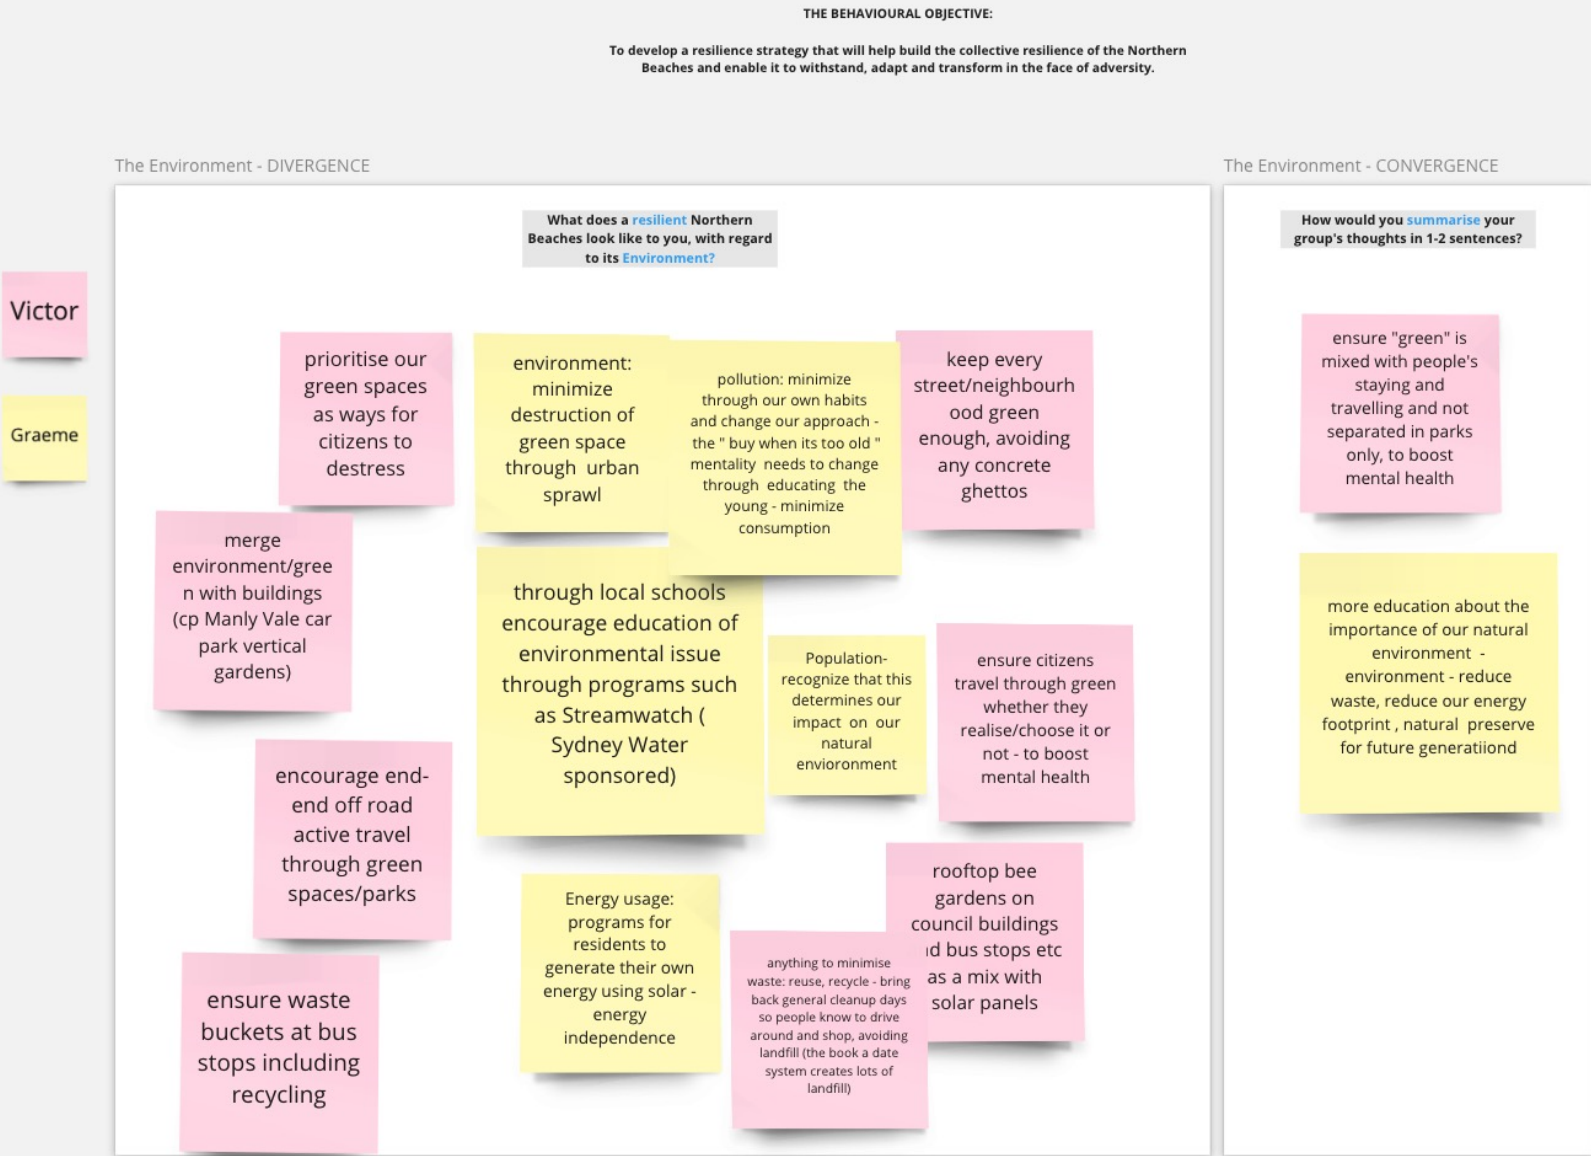 THE BEHAVIOURAL OBJECTIVE:
To develop a resilience strategy that will help build the collective resilience of the Northern
Beaches and enable it to withstand, adapt and transform in the face of adversity.
The Environment - DIVERGENCE
What does a resilient Northern
Beaches look like to you, with regard
to its Environment?
Victor
Graeme
prioritise our
green spaces
as ways for
citizens to
destress
environment:
minimize
destruction of
green space
through urban
sprawl
pollution: minimize
through our own habits
and change our approach -
the " buy when its too old "
mentality needs to change
through educating the
young - minimize
consumption
keep every
street/neighbourh
ood green
enough, avoiding
any concrete
ghettos
merge
environment/gree
n with buildings
(cp Manly Vale car
park vertical
gardens)
through local schools
encourage education of
environmental issue
through programs such
as Streamwatch (
Sydney Water
sponsored)
Population-
recognize that this
determines our
impact on our
natural
envioronment
ensure citizens
travel through green
whether they
realise/choose it or
not - to boost
mental health
encourage end-
end off road
active travel
through green
spaces/parks
Energy usage:
programs for
residents to
generate their own
energy using solar -
energy
independence
rooftop bee
gardens on
council buildings
nd bus stops etc
as a mix with
solar panels
anything to minimise
waste: reuse, recycle - bring
back general cleanup days
so people know to drive
around and shop, avoiding
landfill (the book a date
system creates lots of
landfill)
ensure waste
buckets at bus
stops including
recycling
The Environment - CONVERGENCE
How would you summarise your
group's thoughts in 1-2 sentences?
ensure "green" is
mixed with people's
staying and
travelling and not
separated in parks
only, to boost
mental health
more education about the
importance of our natural
environment -
environment - reduce
waste, reduce our energy
footprint , natural preserve
for future generatiiond